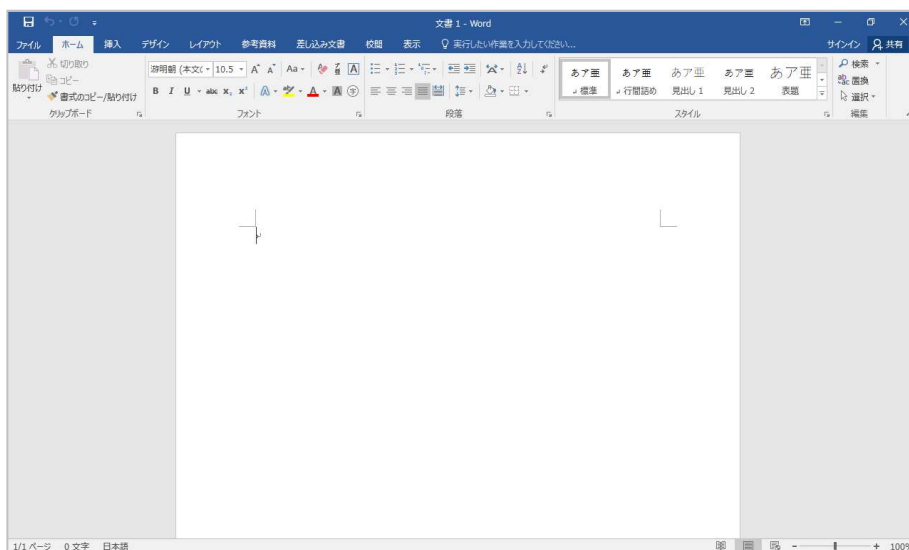 文書 1 - Word
ファイル ホーム 挿入 デザイン レイアウト 参考資料 差し込み文書 校閲 表示 実行したい作業を入力してください... サインイン 共有
切り取り
コピー
書式のコピー/貼り付け
貼り付け
クリップボード
游明朝 (本文( 10.5 A A Aa A
B I U abc x₂ x² A ab A A 字
フォント
段落
あア亜 あア亜 あア亜 あア亜 あア亜
標準 行間詰め 見出し 1 見出し 2 表題
スタイル
検索
置換
選択
編集
1/1 ページ 0 文字 日本語 100%